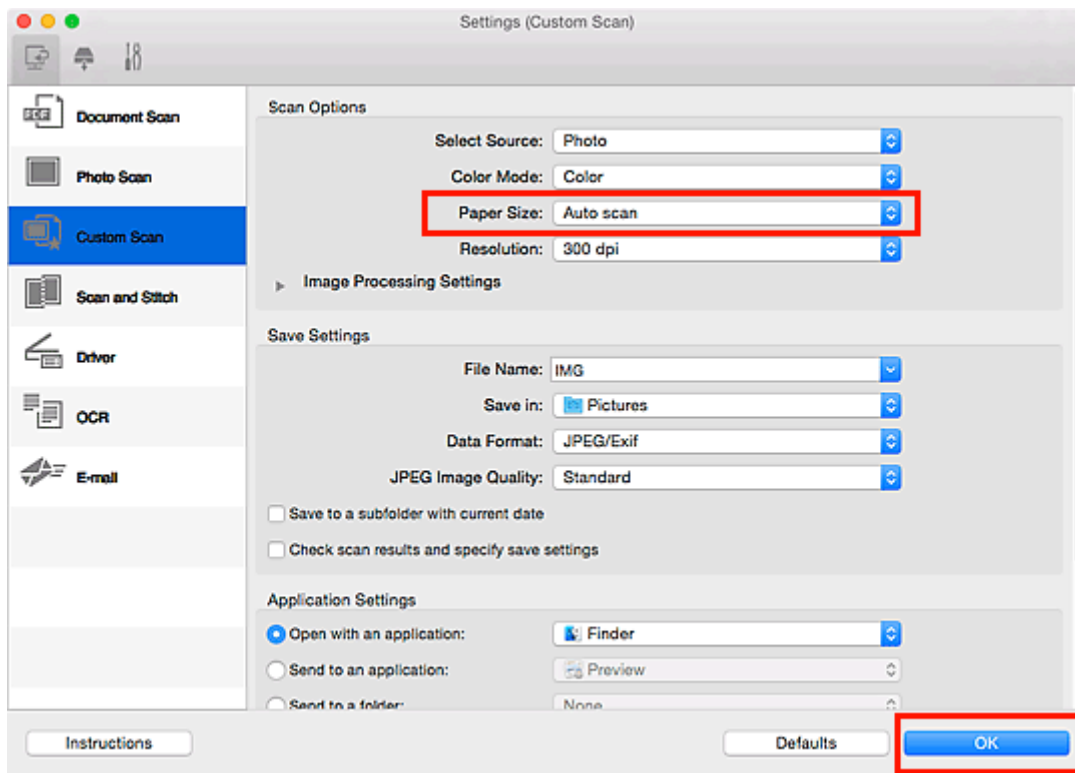 Settings (Custom Scan)
Document Scan
Photo Scan
Custom Scan
Scan and Stitch
Driver
OCR
E-mail
Scan Options
Select Source: Photo
Color Mode: Color
Paper Size: Auto scan
Resolution: 300 dpi
Image Processing Settings
Save Settings
File Name: IMG
Save in: Pictures
Data Format: JPEG/Exif
JPEG Image Quality: Standard
Save to a subfolder with current date
Check scan results and specify save settings
Application Settings
Open with an application: Finder
Send to an application: Preview
Send to a folder: None
Instructions
Defaults
OK